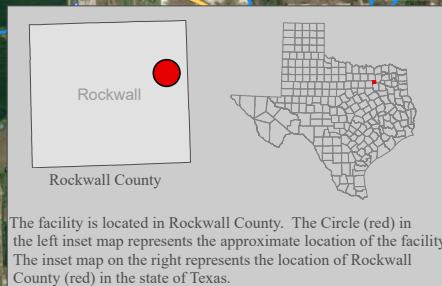 Rockwall
Rockwall County
The facility is located in Rockwall County. The Circle (red) in
the left inset map represents the approximate location of the facility
The inset map on the right represents the location of Rockwall
County (red) in the state of Texas.